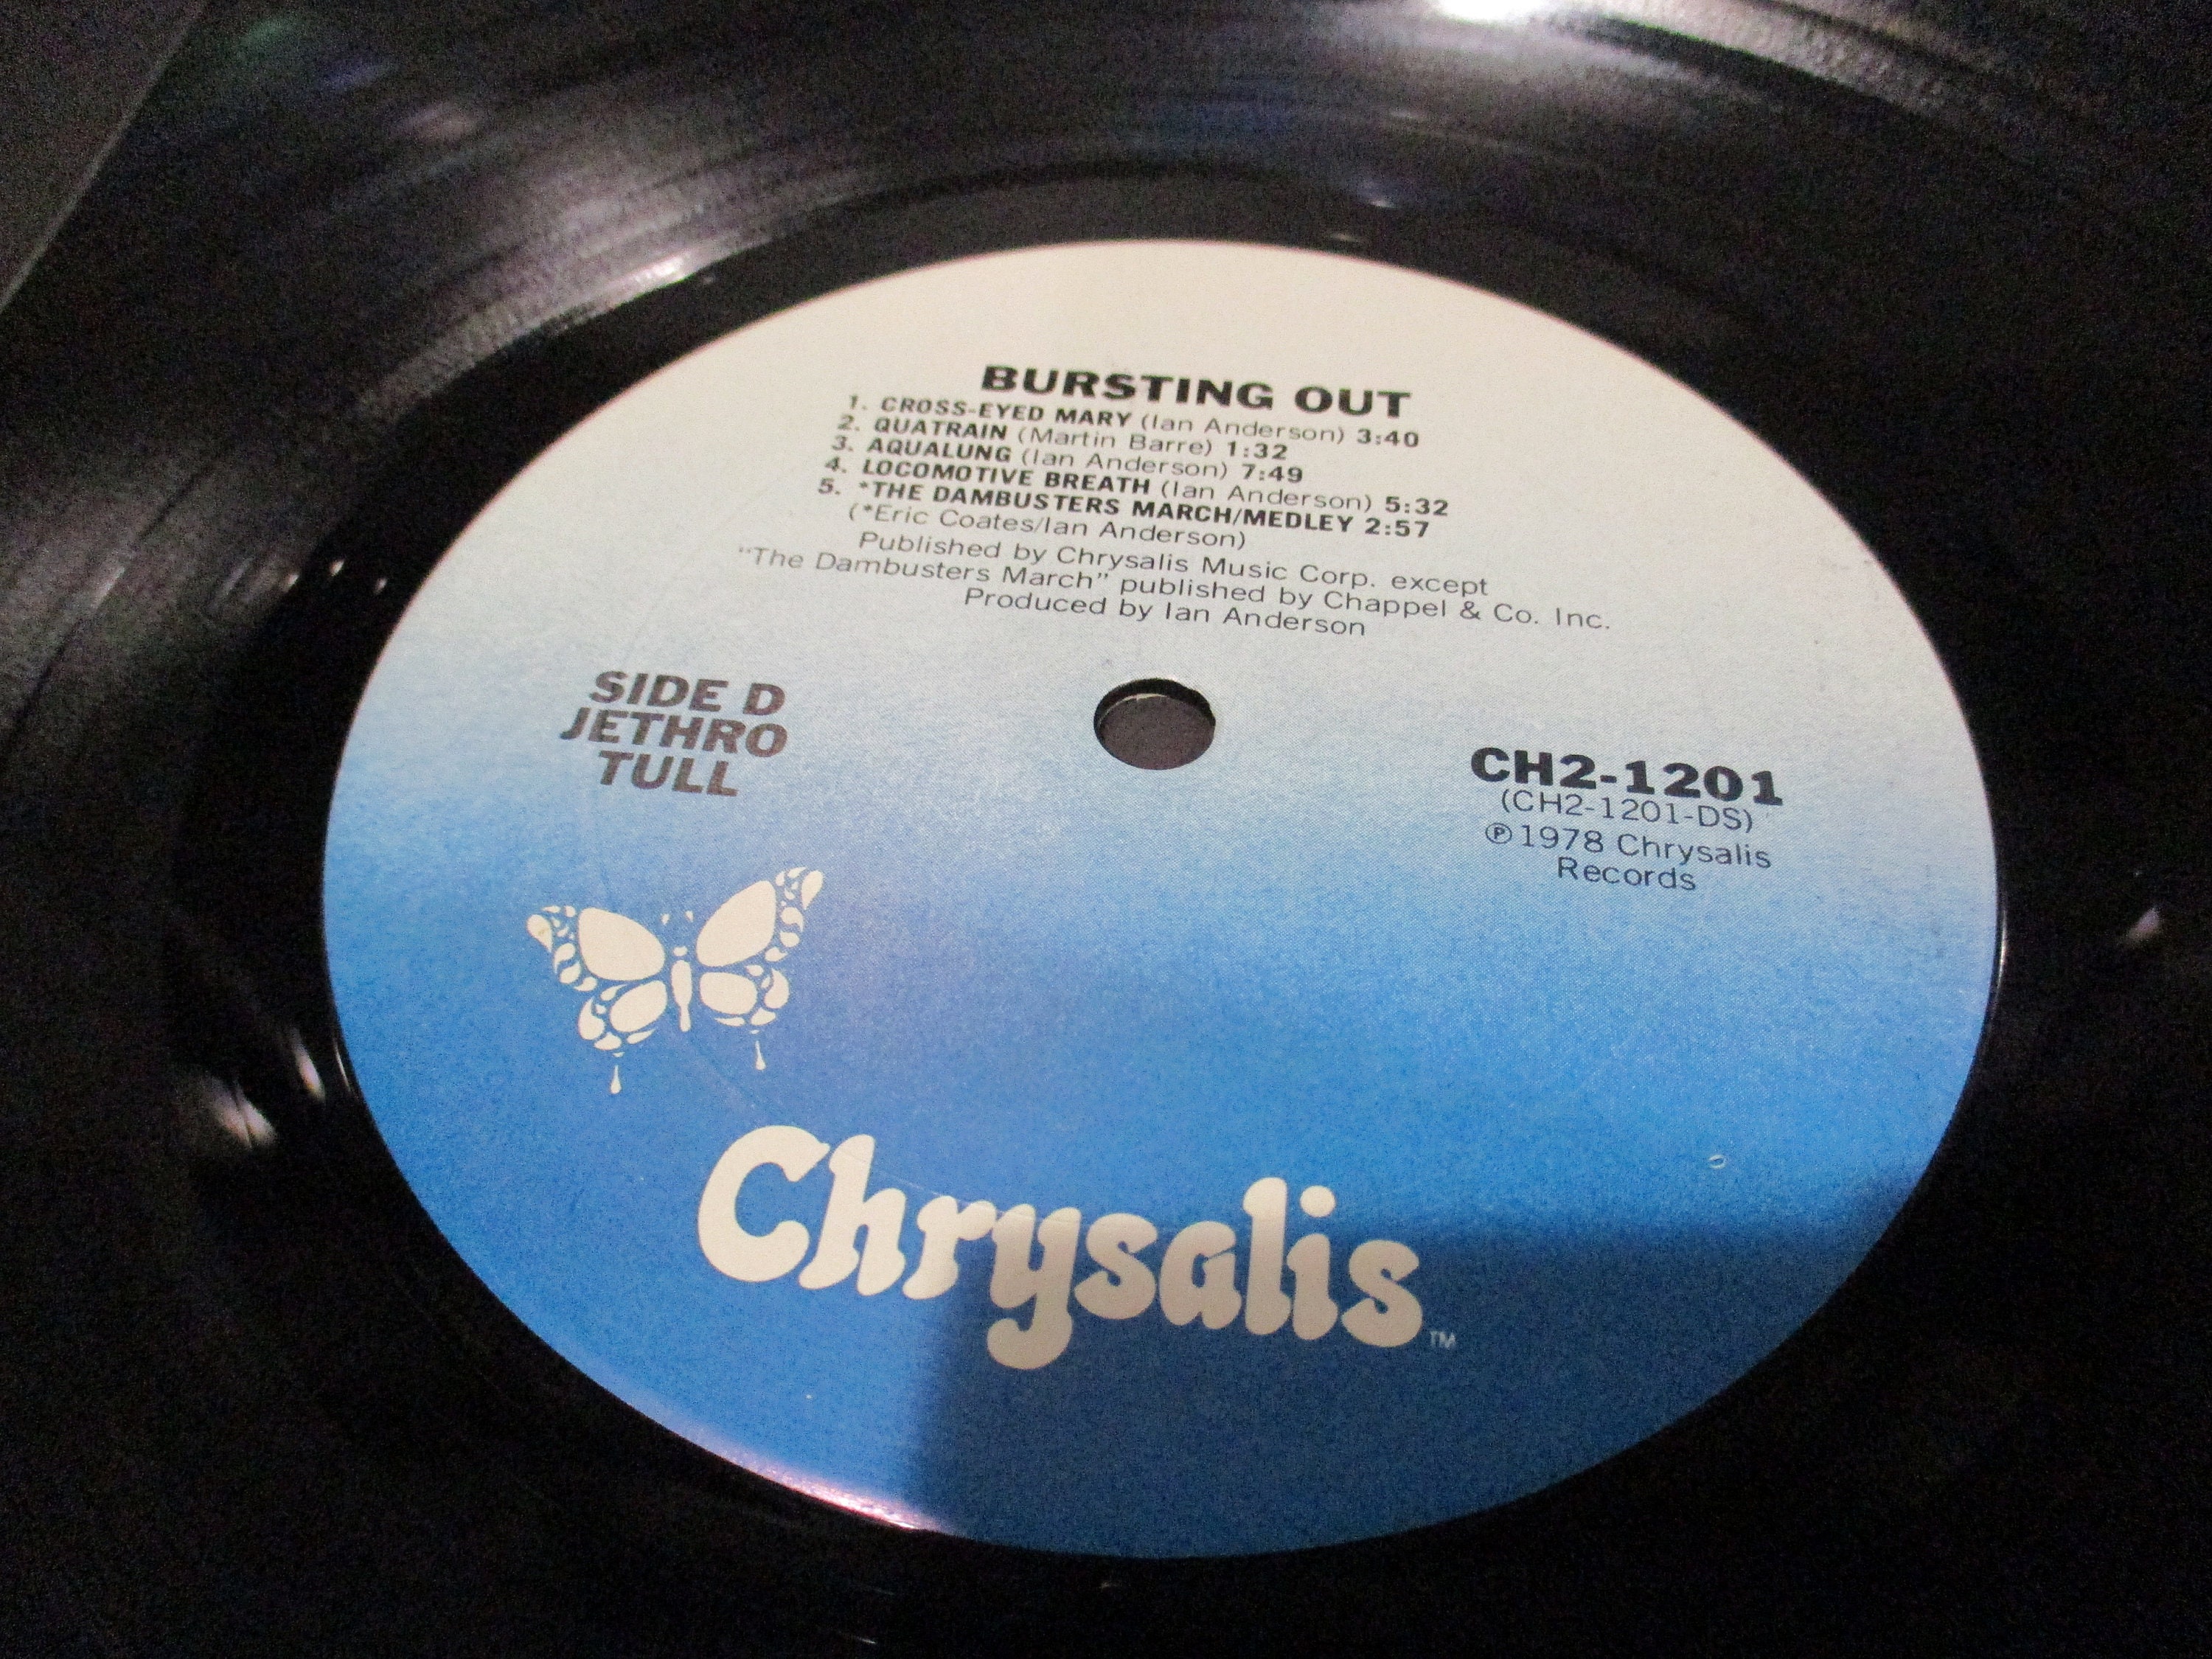 BURSTING OUT
1. CROSS-EYED MARY (Ian Anderson) 3:40
2. QUATRAIN (Martin Barre) 1:32
3. AQUALUNG (Ian Anderson) 7:49
4. LOCOMOTIVE BREATH (Ian Anderson) 5:32
5. *THE DAMBUSTERS MARCH/MEDLEY 2:57
(*Eric Coates/Ian Anderson)
Published by Chrysalis Music Corp. except
"The Dambusters March" published by Chappel & Co. Inc.
Produced by Ian Anderson
SIDE D
JETHRO
TULL
CH2-1201
(CH2-1201-DS)
℗1978 Chrysalis
Records
Chrysalis™